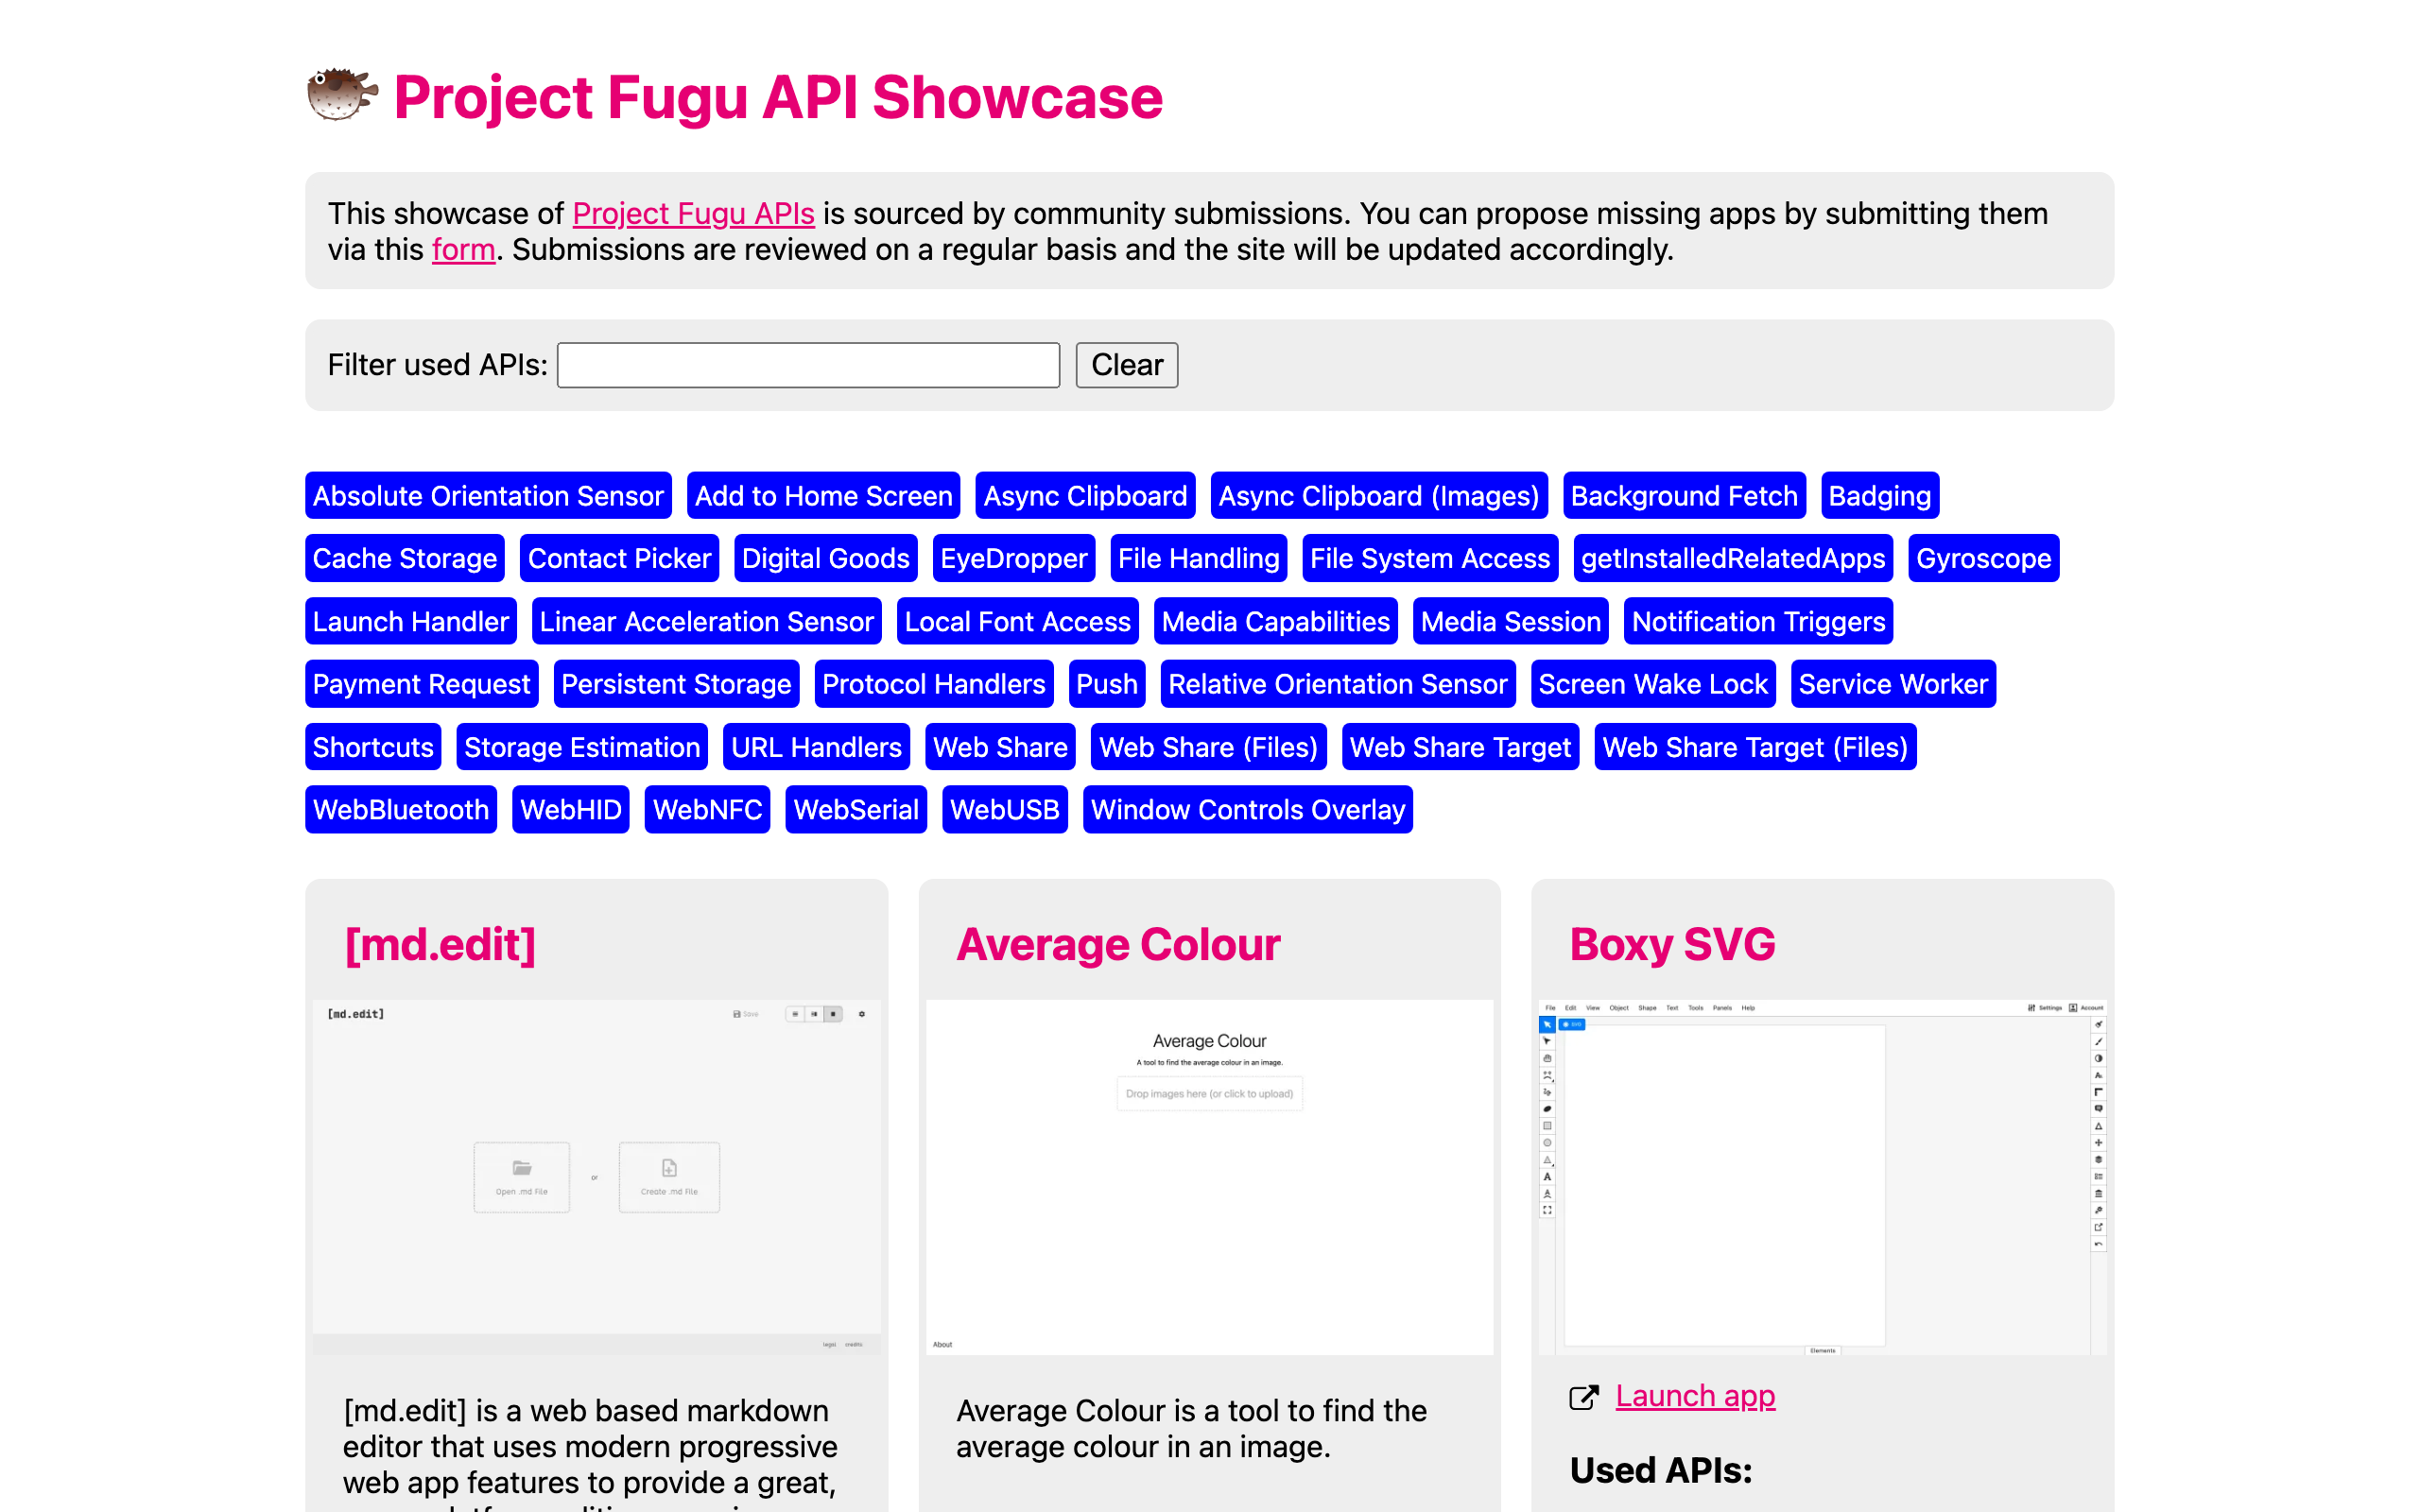 Project Fugu API Showcase
This showcase of Project Fugu APIs is sourced by community submissions. You can propose missing apps by submitting them
via this form. Submissions are reviewed on a regular basis and the site will be updated accordingly.
Filter used APIs: Clear
Absolute Orientation Sensor Add to Home Screen Async Clipboard Async Clipboard (Images) Background Fetch Badging
Cache Storage Contact Picker Digital Goods EyeDropper File Handling File System Access getInstalledRelatedApps Gyroscope
Launch Handler Linear Acceleration Sensor Local Font Access Media Capabilities Media Session Notification Triggers
Payment Request Persistent Storage Protocol Handlers Push Relative Orientation Sensor Screen Wake Lock Service Worker
Shortcuts Storage Estimation URL Handlers Web Share Web Share (Files) Web Share Target Web Share Target (Files)
WebBluetooth WebHID WebNFC WebSerial WebUSB Window Controls Overlay
[md.edit]
[md.edit] Save
Open .md File or Create .md File
legal credits
[md.edit] is a web based markdown
editor that uses modern progressive
web app features to provide a great,
Average Colour
Average Colour
A tool to find the average colour in an image.
Drop images here (or click to upload)
About
Average Colour is a tool to find the
average colour in an image.
Boxy SVG
File Edit View Object Shape Text Tools Panels Help Settings Account
SVG
Elements
Launch app
Used APIs: